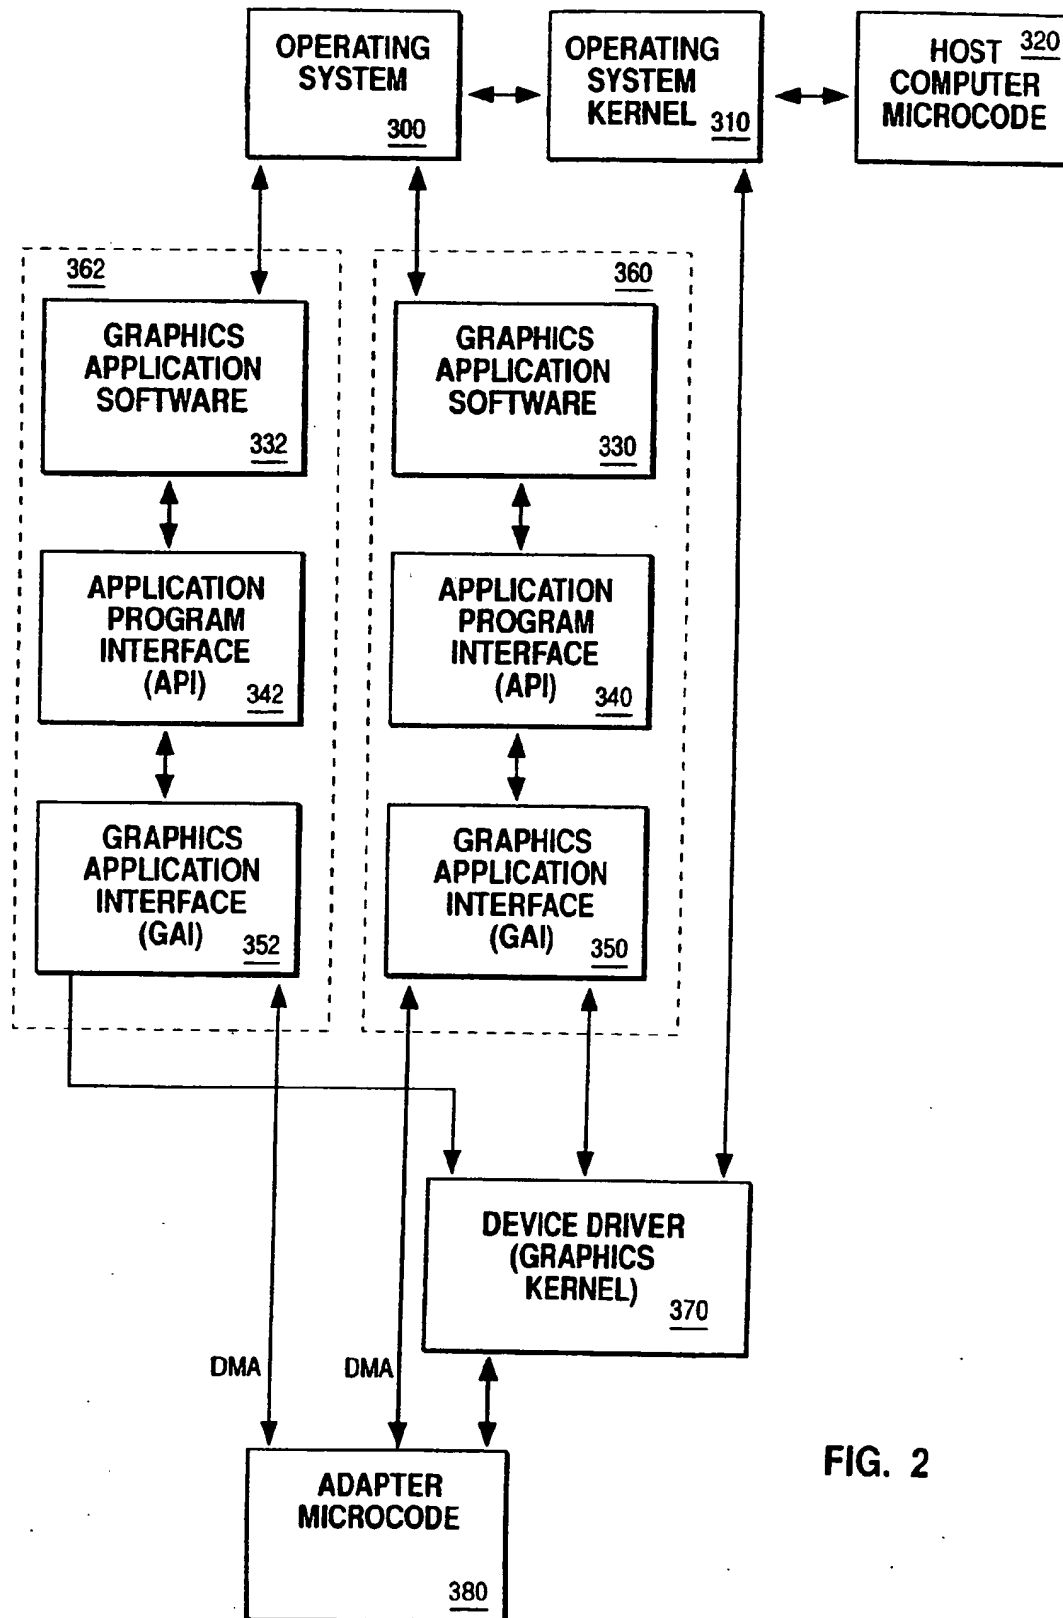 OPERATING
SYSTEM
300
OPERATING
SYSTEM
KERNEL 310
HOST 320
COMPUTER
MICROCODE
362
GRAPHICS
APPLICATION
SOFTWARE
332
360
GRAPHICS
APPLICATION
SOFTWARE
330
APPLICATION
PROGRAM
INTERFACE
(API) 342
APPLICATION
PROGRAM
INTERFACE
(API) 340
GRAPHICS
APPLICATION
INTERFACE
(GAI) 352
GRAPHICS
APPLICATION
INTERFACE
(GAI) 350
DEVICE DRIVER
(GRAPHICS
KERNEL)
370
DMA
DMA
ADAPTER
MICROCODE
380
FIG. 2